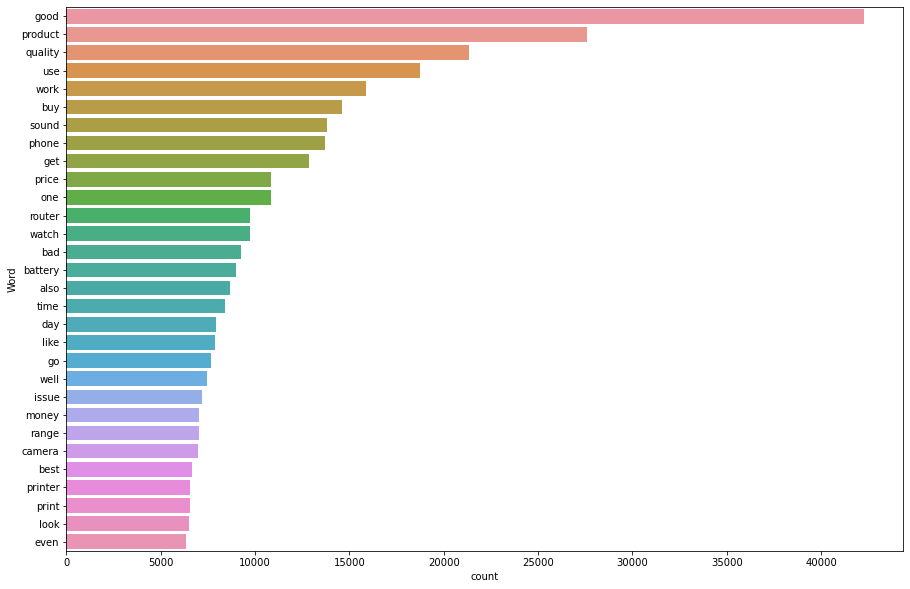 good
product
quality
use
work
buy
sound
phone
get
price
one
router
watch
bad
battery
also
time
day
like
go
well
issue
money
range
camera
best
printer
print
look
even
Word
0 5000 10000 15000 20000 25000 30000 35000 40000
count